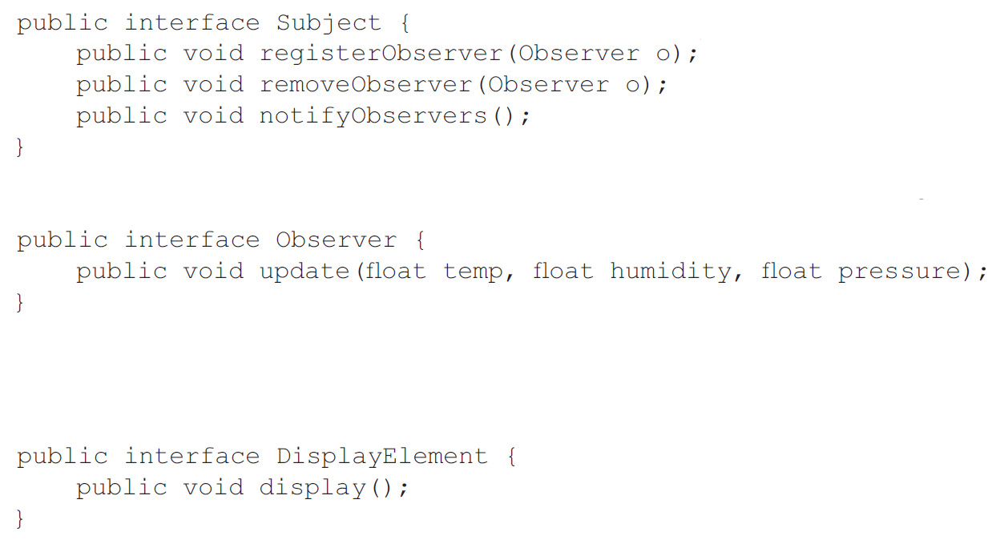 public interface Subject {
    public void registerObserver(Observer o);
    public void removeObserver(Observer o);
    public void notifyObservers();
}
public interface Observer {
    public void update(float temp, float humidity, float pressure);
}
public interface DisplayElement {
    public void display();
}